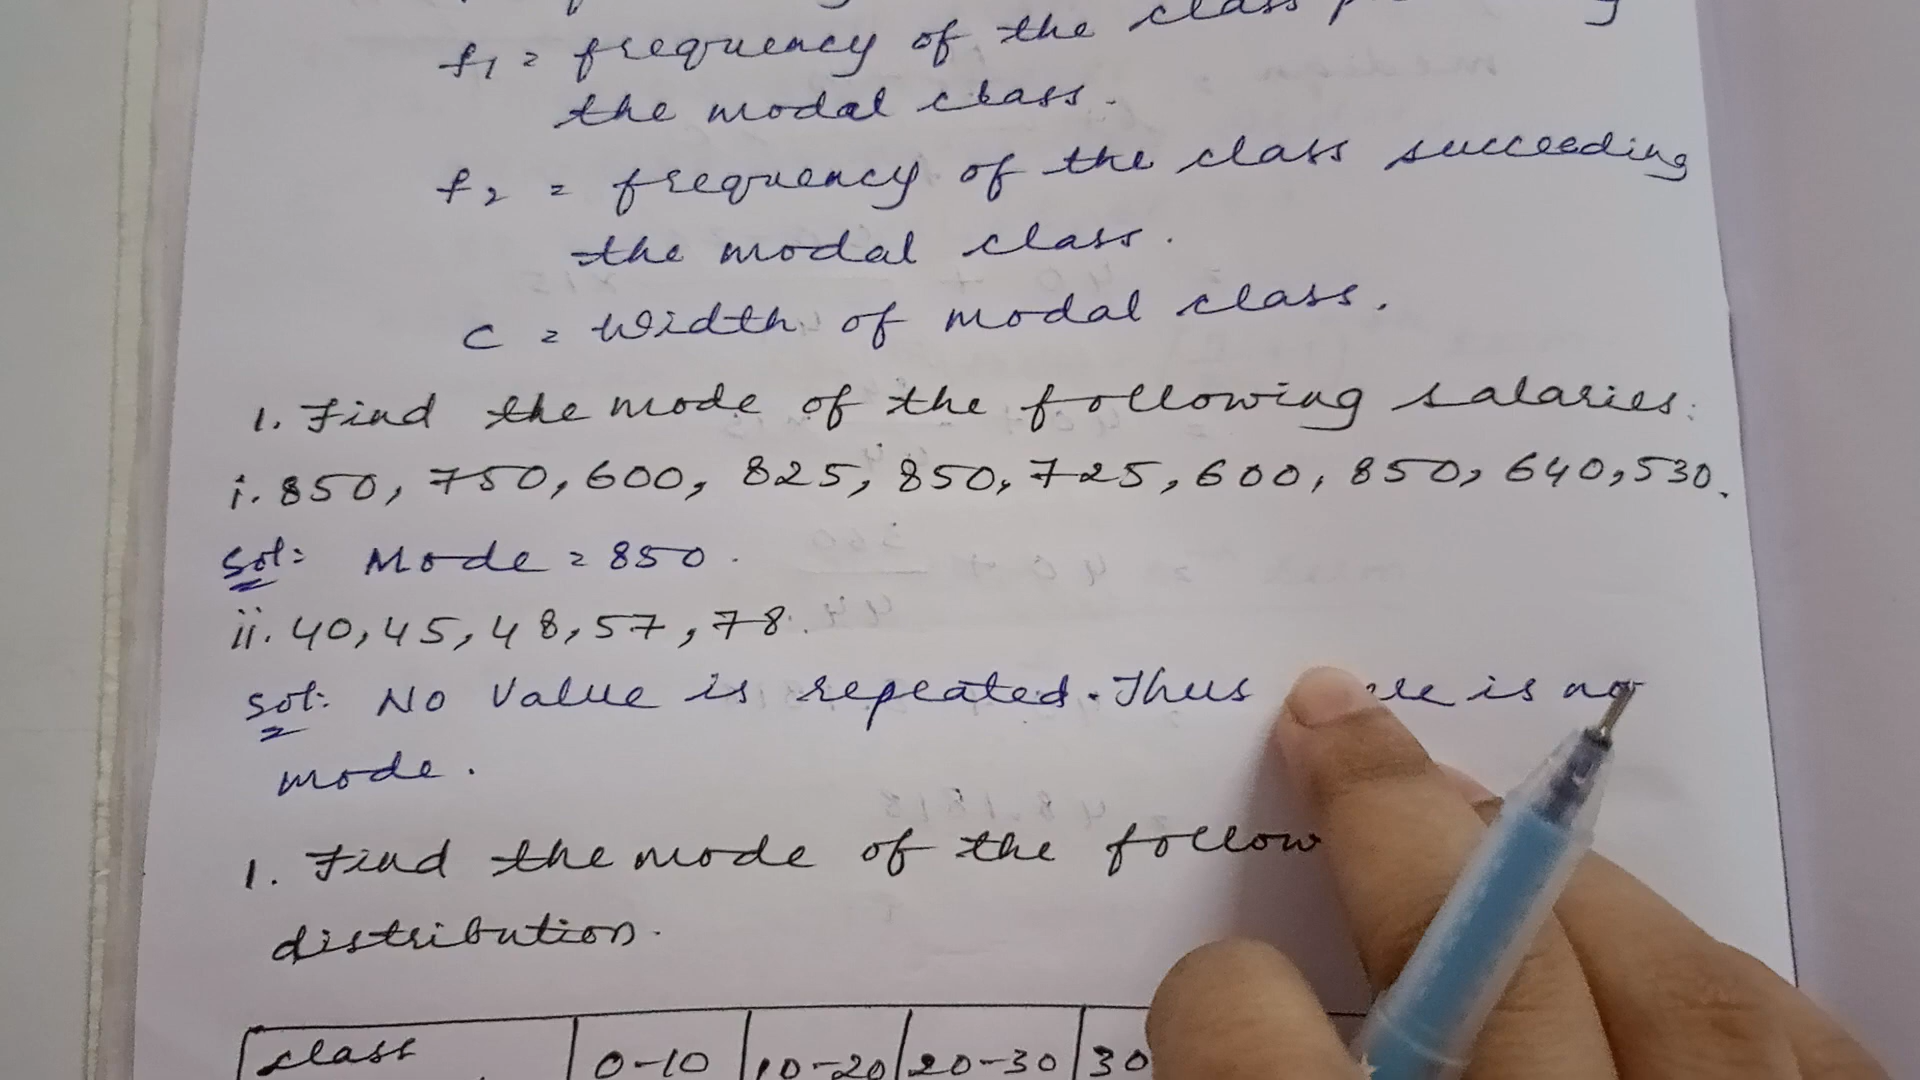 f1 = frequency of the class
the modal class.
f2 = frequency of the class succeeding
the modal class.
c = Width of modal class.
1. Find the mode of the following salaries:
i. 850, 750, 600, 825, 850, 725, 600, 850, 640, 530.
Sol: Mode = 850.
ii. 40, 45, 48, 57, 78.
Sol: No Value is repeated. Thus is no
mode.
1. Find the mode of the follow
distribution.
class 0-10 10-20 20-30 30